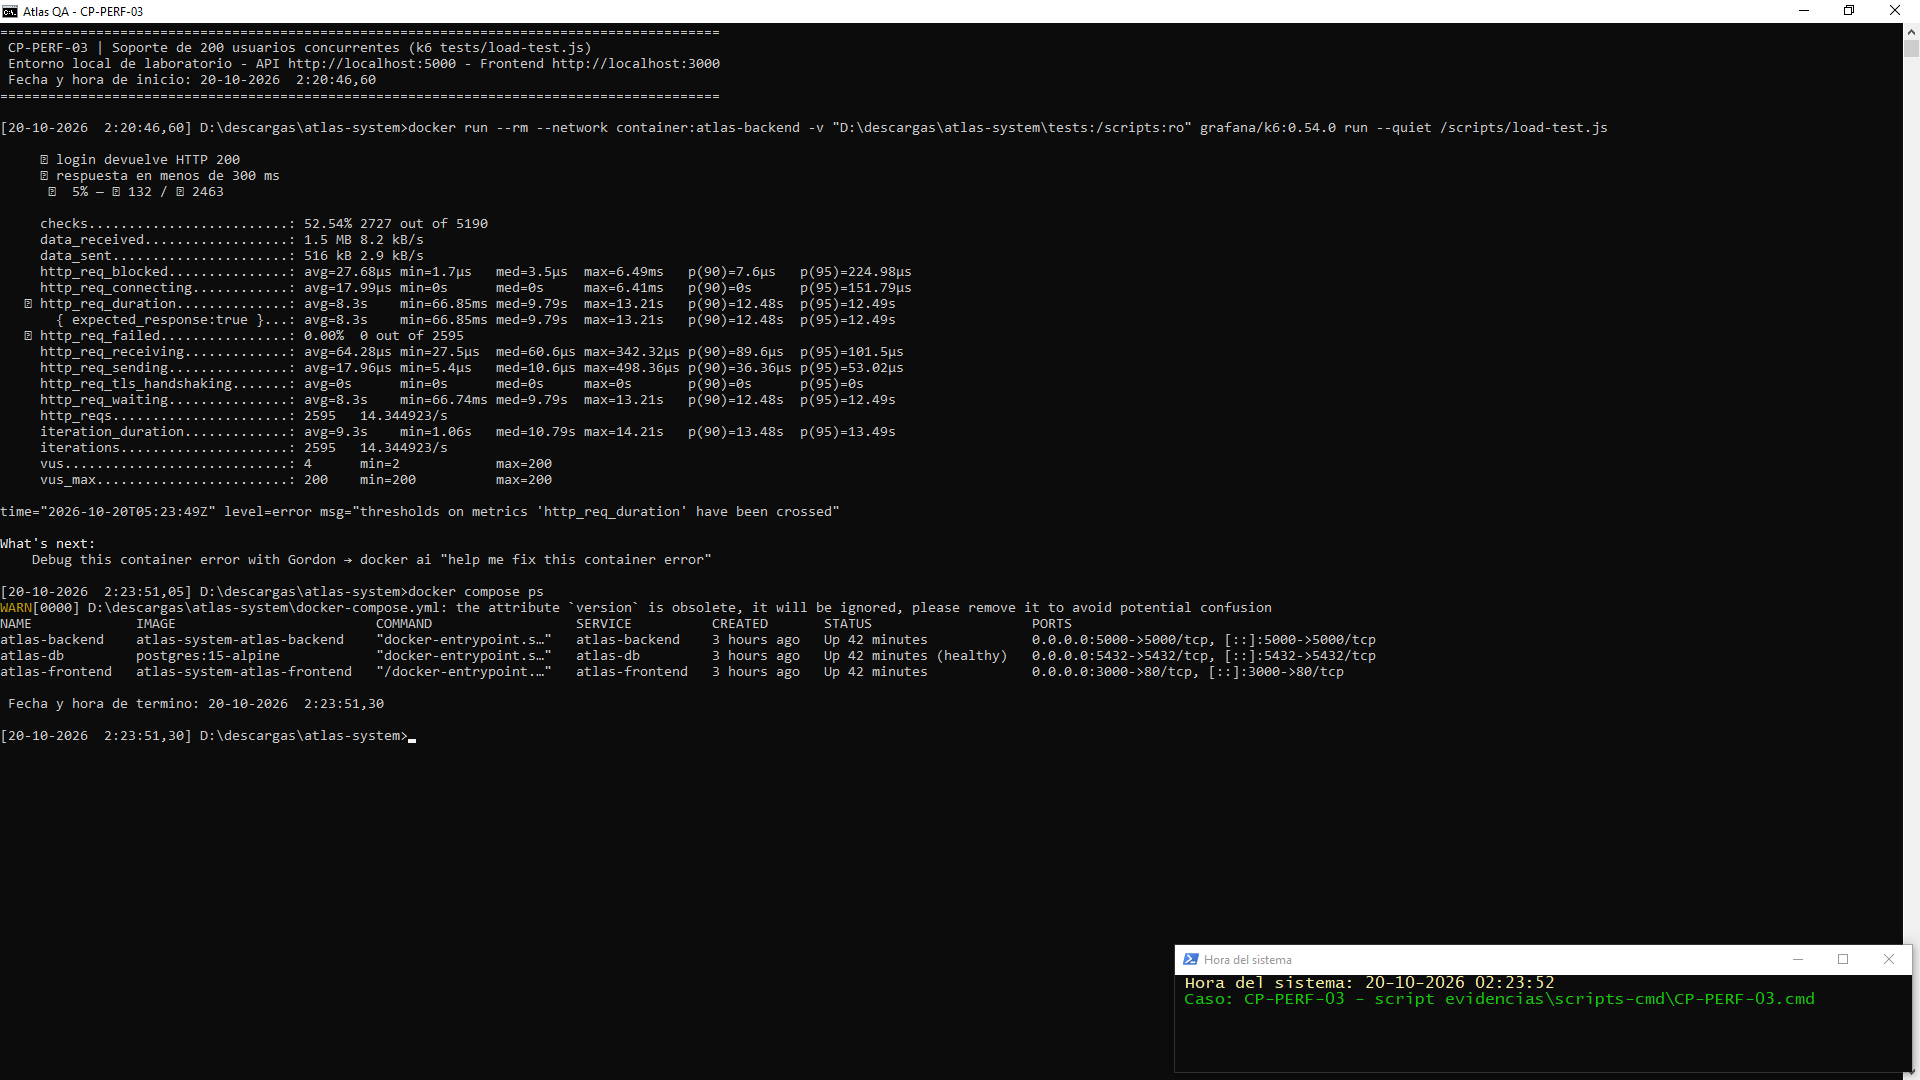 Atlas QA - CP-PERF-03
==========================================================================================
CP-PERF-03 | Soporte de 200 usuarios concurrentes (k6 tests/load-test.js)
Entorno local de laboratorio - API http://localhost:5000 - Frontend http://localhost:3000
Fecha y hora de inicio: 20-10-2026  2:20:46,60
==========================================================================================
[20-10-2026  2:20:46,60] D:\descargas\atlas-system>docker run --rm --network container:atlas-backend -v "D:\descargas\atlas-system\tests:/scripts:ro" grafana/k6:0.54.0 run --quiet /scripts/load-test.js
login devuelve HTTP 200
respuesta en menos de 300 ms
5% — 132 / 2463
checks.........................: 52.54% 2727 out of 5190
data_received..................: 1.5 MB 8.2 kB/s
data_sent......................: 516 kB 2.9 kB/s
http_req_blocked...............: avg=27.68µs min=1.7µs   med=3.5µs  max=6.49ms   p(90)=7.6µs   p(95)=224.98µs
http_req_connecting............: avg=17.99µs min=0s      med=0s     max=6.41ms   p(90)=0s      p(95)=151.79µs
http_req_duration..............: avg=8.3s    min=66.85ms med=9.79s  max=13.21s   p(90)=12.48s  p(95)=12.49s
{ expected_response:true }...: avg=8.3s    min=66.85ms med=9.79s  max=13.21s   p(90)=12.48s  p(95)=12.49s
http_req_failed................: 0.00%  0 out of 2595
http_req_receiving.............: avg=64.28µs min=27.5µs  med=60.6µs max=342.32µs p(90)=89.6µs  p(95)=101.5µs
http_req_sending...............: avg=17.96µs min=5.4µs   med=10.6µs max=498.36µs p(90)=36.36µs p(95)=53.02µs
http_req_tls_handshaking.......: avg=0s      min=0s      med=0s     max=0s       p(90)=0s      p(95)=0s
http_req_waiting...............: avg=8.3s    min=66.74ms med=9.79s  max=13.21s   p(90)=12.48s  p(95)=12.49s
http_reqs......................: 2595   14.344923/s
iteration_duration.............: avg=9.3s    min=1.06s   med=10.79s max=14.21s   p(90)=13.48s  p(95)=13.49s
iterations.....................: 2595   14.344923/s
vus............................: 4      min=2            max=200
vus_max........................: 200    min=200          max=200
time="2026-10-20T05:23:49Z" level=error msg="thresholds on metrics 'http_req_duration' have been crossed"
What's next:
Debug this container error with Gordon → docker ai "help me fix this container error"
[20-10-2026  2:23:51,05] D:\descargas\atlas-system>docker compose ps
WARN[0000] D:\descargas\atlas-system\docker-compose.yml: the attribute `version` is obsolete, it will be ignored, please remove it to avoid potential confusion
NAME             IMAGE                         COMMAND                  SERVICE          CREATED       STATUS                    PORTS
atlas-backend    atlas-system-atlas-backend    "docker-entrypoint.s…"   atlas-backend    3 hours ago   Up 42 minutes             0.0.0.0:5000->5000/tcp, [::]:5000->5000/tcp
atlas-db         postgres:15-alpine            "docker-entrypoint.s…"   atlas-db         3 hours ago   Up 42 minutes (healthy)   0.0.0.0:5432->5432/tcp, [::]:5432->5432/tcp
atlas-frontend   atlas-system-atlas-frontend   "/docker-entrypoint.…"   atlas-frontend   3 hours ago   Up 42 minutes             0.0.0.0:3000->80/tcp, [::]:3000->80/tcp
Fecha y hora de termino: 20-10-2026  2:23:51,30
[20-10-2026  2:23:51,30] D:\descargas\atlas-system>
Hora del sistema
Hora del sistema: 20-10-2026 02:23:52
Caso: CP-PERF-03 - script evidencias\scripts-cmd\CP-PERF-03.cmd